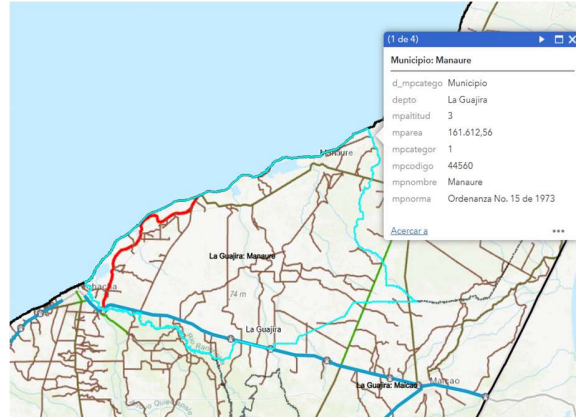 (1 de 4)
Municipio: Manaure
d_mpcatego Municipio
depto La Guajira
mpaltitud 3
mparea 161.612,56
mpcategor 1
mpcodigo 44560
mpnombre Manaure
mpnorma Ordenanza No. 15 de 1973
Acercar a
Manaure
La Guajira: Manaure
74 m
La Guajira
La Guajira: Maicao
Maicao